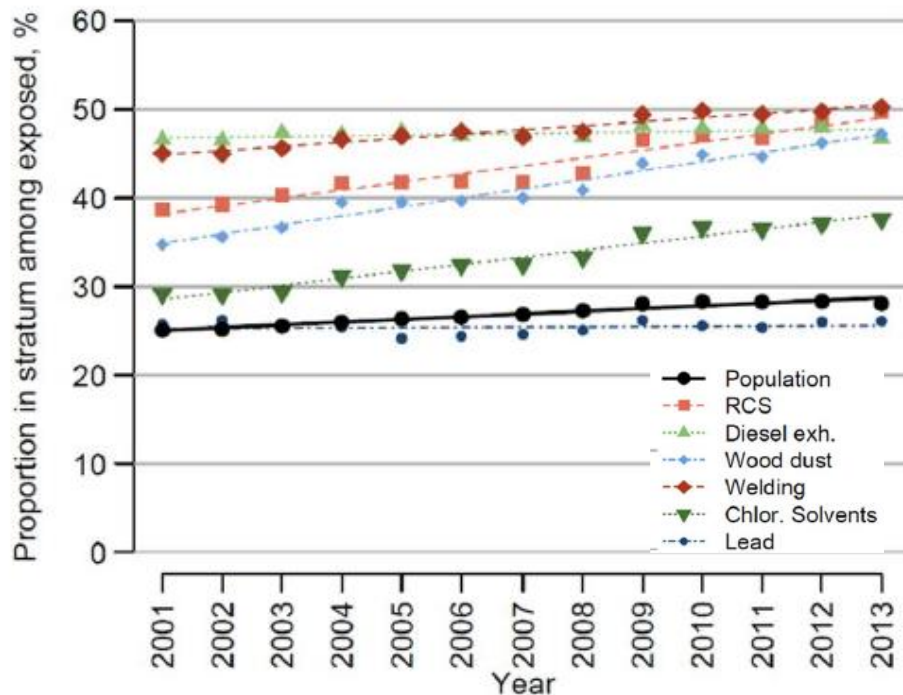 Proportion in stratum among exposed, %
60
50
40
30
20
10
0
Population
RCS
Diesel exh.
Wood dust
Welding
Chlor. Solvents
Lead
2001
2002
2003
2004
2005
2006
2007
2008
2009
2010
2011
2012
2013
Year